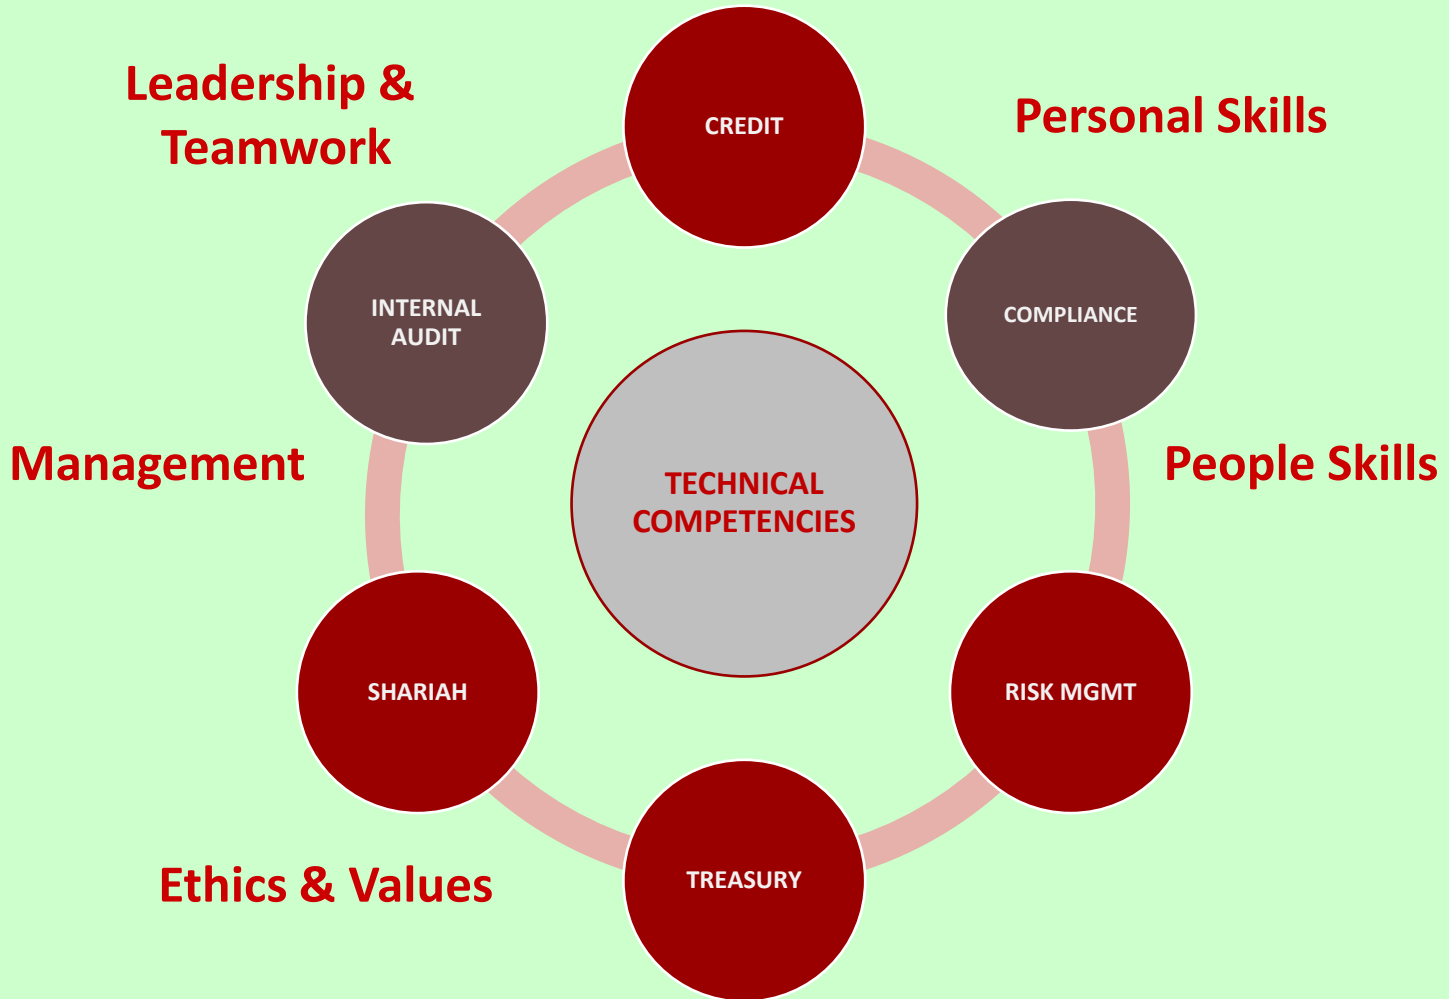 Leadership &
Teamwork
CREDIT
Personal Skills
INTERNAL
AUDIT
COMPLIANCE
Management
TECHNICAL
COMPETENCIES
People Skills
SHARIAH
RISK MGMT
Ethics & Values
TREASURY